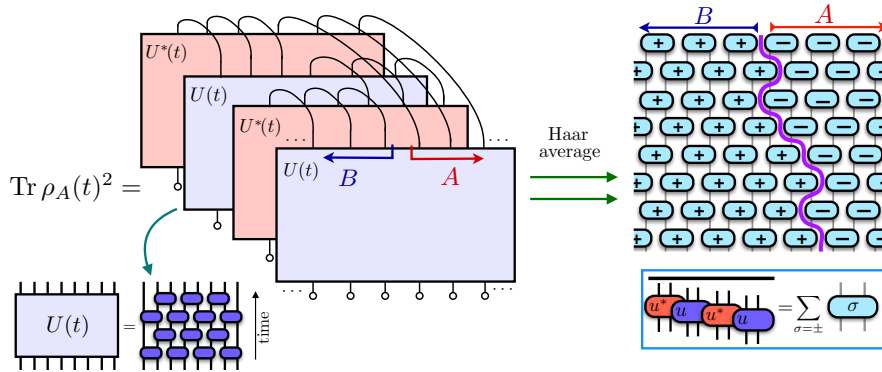 Tr ρ_A(t)² =
U*(t)
U(t)
U*(t)
U(t)
B
A
··· ···
··· ···
U(t)
=
time
Haar
average
B A
+ + + − − −
+ + + − − −
+ + + − − −
+ + + − − −
+ + + + − −
+ + + + − −
+ + + + − −
+ + + + − −
u* u u* u = ∑ σ=± σ